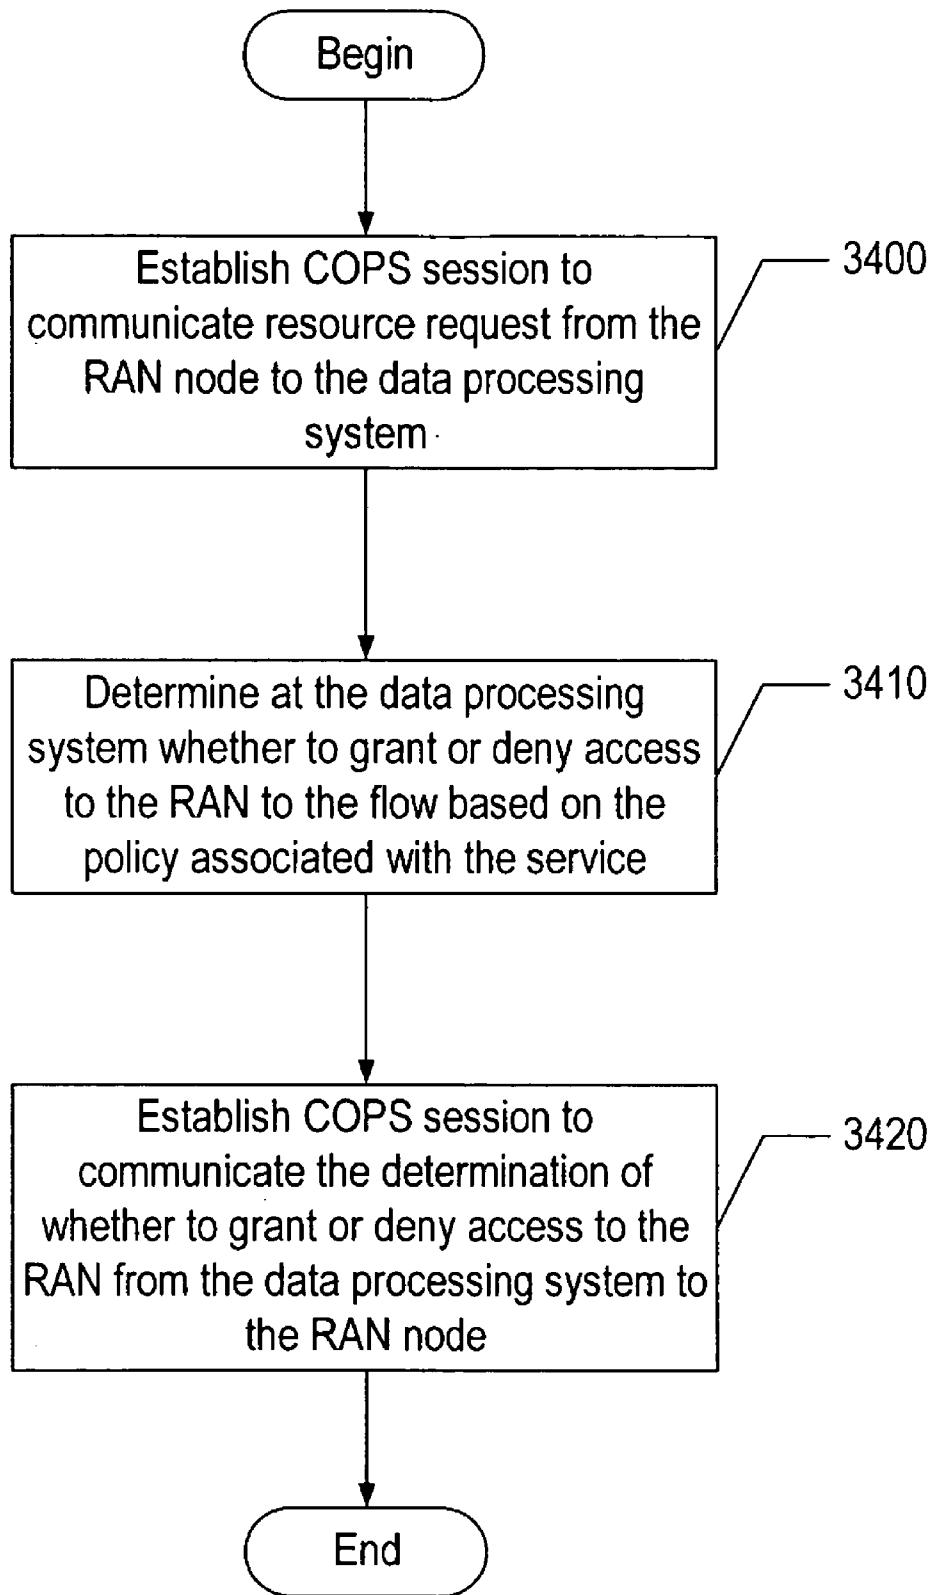 Begin
Establish COPS session to
communicate resource request from the
RAN node to the data processing
system
3400
Determine at the data processing
system whether to grant or deny access
to the RAN to the flow based on the
policy associated with the service
3410
Establish COPS session to
communicate the determination of
whether to grant or deny access to the
RAN from the data processing system to
the RAN node
3420
End